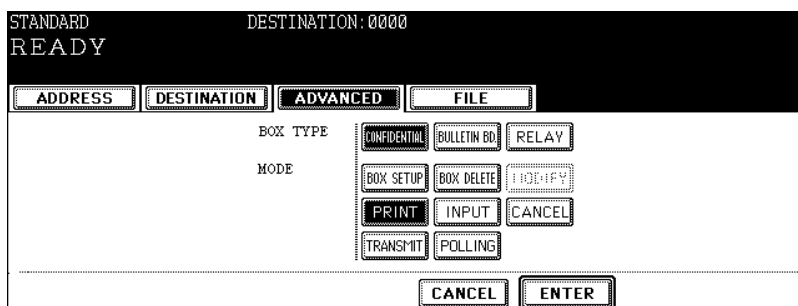 STANDARD DESTINATION:0000
READY
ADDRESS DESTINATION ADVANCED FILE
BOX TYPE CONFIDENTIAL BULLETIN BD. RELAY
MODE BOX SETUP BOX DELETE MODIFY
PRINT INPUT CANCEL
TRANSMIT POLLING
CANCEL ENTER